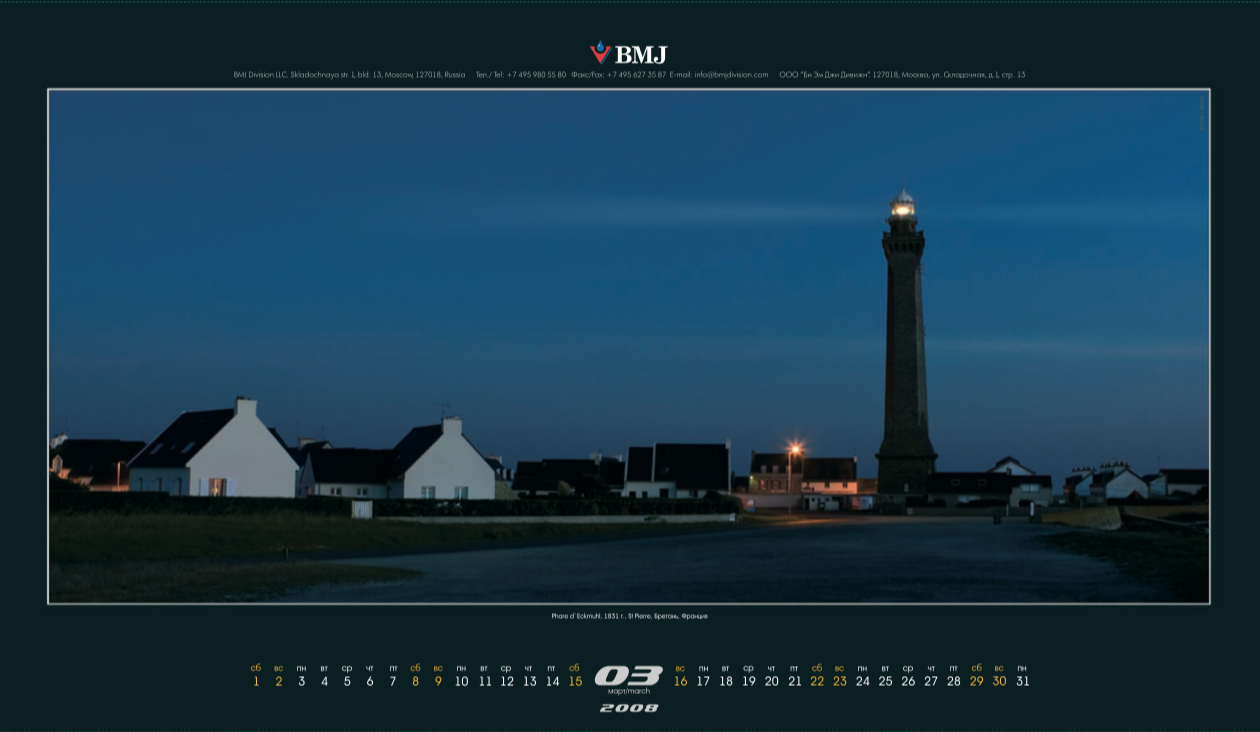 BMJ
BMJ Division LLC. Skladochnaya str. 1, bld. 13, Moscow, 127018, Russia Тел./ Tel: +7 495 980 55 80 Факс/Fax: +7 495 627 35 87 E-mail: info@bmjdivision.com ООО "Би Эм Джи Дивижн", 127018, Москва, ул. Складочная, д.1, стр. 13
Phare d'Eckmuhl, 1831 г., St Pierre, Бретань, Франция
сб вс пн вт ср чт пт сб вс пн вт ср чт пт сб 03 вс пн вт ср чт пт сб вс пн вт ср чт пт сб вс пн
1 2 3 4 5 6 7 8 9 10 11 12 13 14 15 16 17 18 19 20 21 22 23 24 25 26 27 28 29 30 31
март/march
2008